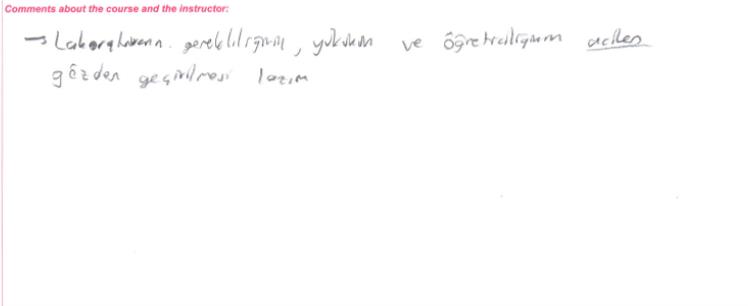 Comments about the course and the instructor:
→ Laboratuvarın gerekliliğinin, yükünün ve öğreticiliğinin acilen
gözden geçirilmesi lazım